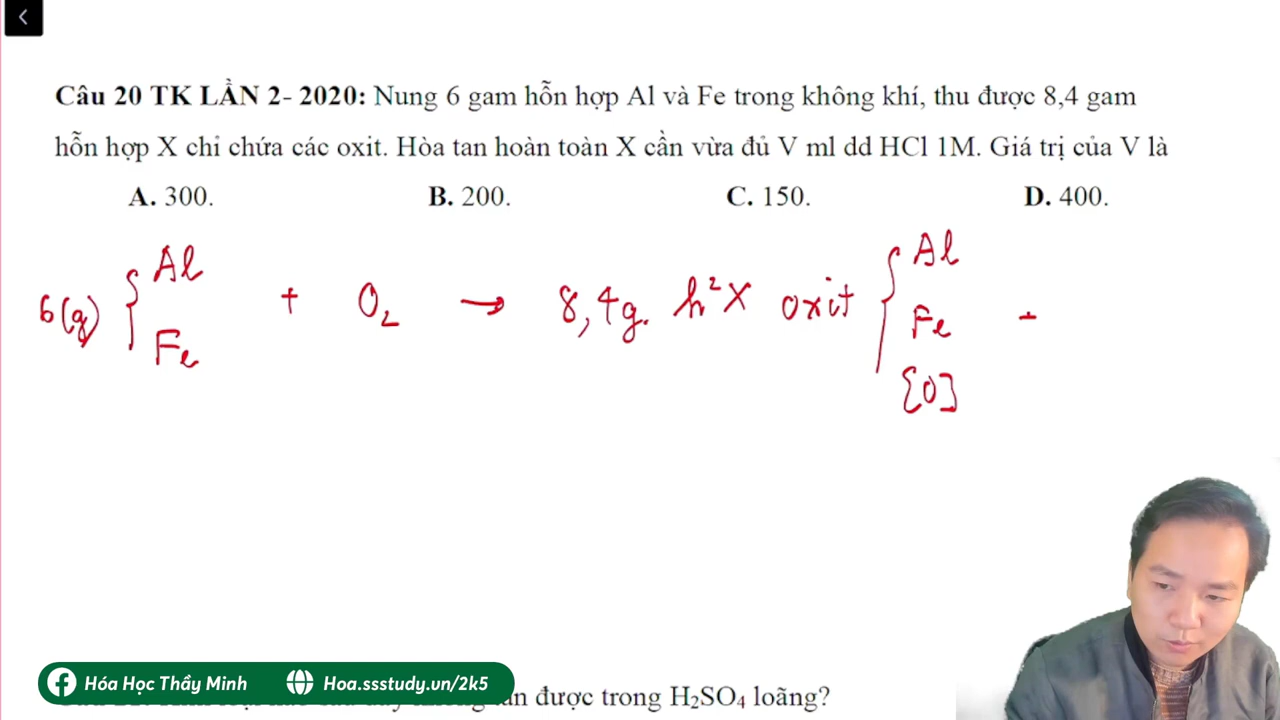 Câu 20 TK LẦN 2- 2020: Nung 6 gam hỗn hợp Al và Fe trong không khí, thu được 8,4 gam
hỗn hợp X chỉ chứa các oxit. Hòa tan hoàn toàn X cần vừa đủ V ml dd HCl 1M. Giá trị của V là
A. 300. B. 200. C. 150. D. 400.
6(g) { Al Fe + O₂ → 8,4g. h² X oxit { Al Fe [O]
Hóa Học Thầy Minh Hoa.ssstudy.vn/2k5
được trong H₂SO₄ loãng?